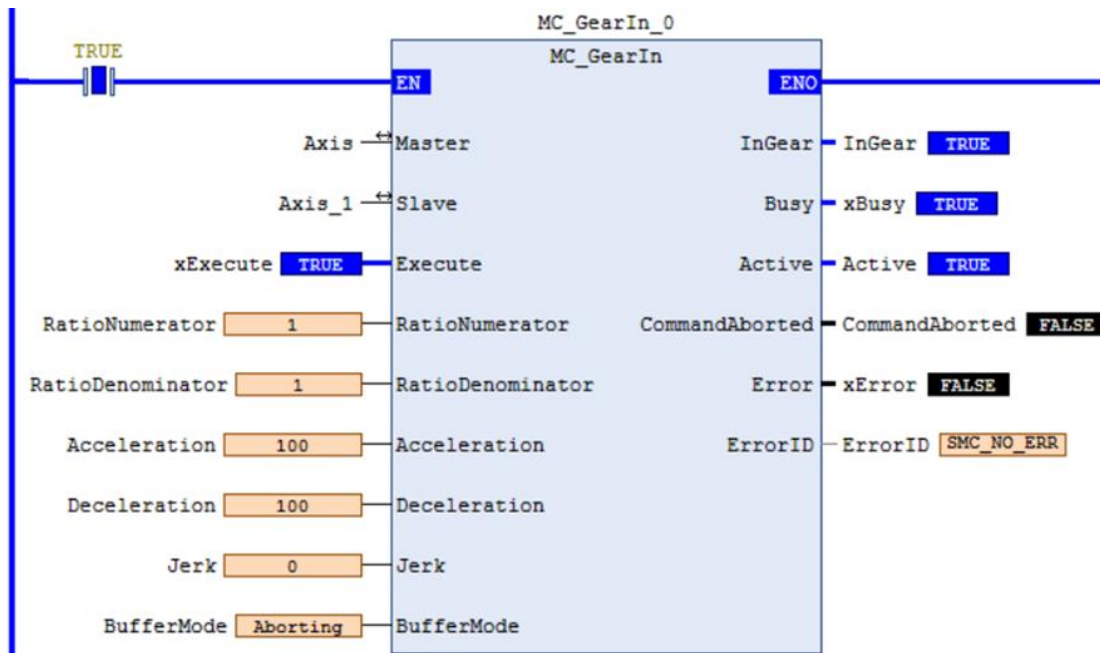 MC_GearIn_0
TRUE
MC_GearIn
EN ENO
Axis Master InGear InGear TRUE
Axis_1 Slave Busy xBusy TRUE
xExecute TRUE Execute Active Active TRUE
RatioNumerator 1 RatioNumerator CommandAborted CommandAborted FALSE
RatioDenominator 1 RatioDenominator Error xError FALSE
Acceleration 100 Acceleration ErrorID ErrorID SMC_NO_ERR
Deceleration 100 Deceleration
Jerk 0 Jerk
BufferMode Aborting BufferMode